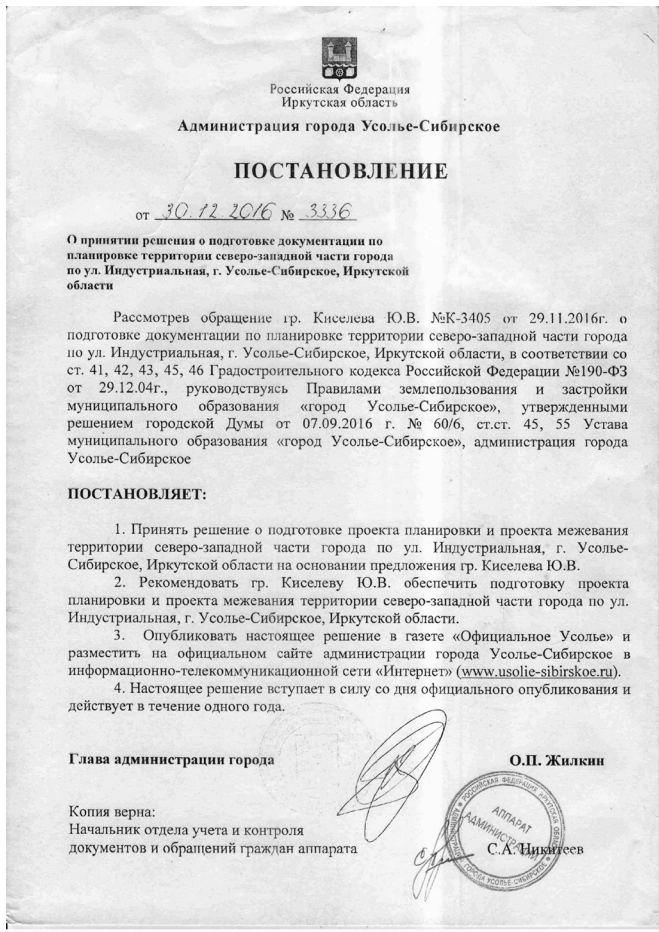 Российская Федерация
Иркутская область
Администрация города Усолье-Сибирское
ПОСТАНОВЛЕНИЕ
от 30.12.2016 № 3336
О принятии решения о подготовке документации по
планировке территории северо-западной части города
по ул. Индустриальная, г. Усолье-Сибирское, Иркутской
области
Рассмотрев обращение гр. Киселева Ю.В. №К-3405 от 29.11.2016г. о
подготовке документации по планировке территории северо-западной части города
по ул. Индустриальная, г. Усолье-Сибирское, Иркутской области, в соответствии со
ст. 41, 42, 43, 45, 46 Градостроительного кодекса Российской Федерации №190-ФЗ
от 29.12.04г., руководствуясь Правилами землепользования и застройки
муниципального образования «город Усолье-Сибирское», утвержденными
решением городской Думы от 07.09.2016 г. № 60/6, ст.ст. 45, 55 Устава
муниципального образования «город Усолье-Сибирское», администрация города
Усолье-Сибирское
ПОСТАНОВЛЯЕТ:
1. Принять решение о подготовке проекта планировки и проекта межевания
территории северо-западной части города по ул. Индустриальная, г. Усолье-
Сибирское, Иркутской области на основании предложения гр. Киселева Ю.В.
2. Рекомендовать гр. Киселеву Ю.В. обеспечить подготовку проекта
планировки и проекта межевания территории северо-западной части города по ул.
Индустриальная, г. Усолье-Сибирское, Иркутской области.
3. Опубликовать настоящее решение в газете «Официальное Усолье» и
разместить на официальном сайте администрации города Усолье-Сибирское в
информационно-телекоммуникационной сети «Интернет» (www.usolie-sibirskoe.ru).
4. Настоящее решение вступает в силу со дня официального опубликования и
действует в течение одного года.
Глава администрации города О.П. Жилкин
Копия верна:
Начальник отдела учета и контроля
документов и обращений граждан аппарата С.А. Никитеев
РОССИЙСКАЯ ФЕДЕРАЦИЯ ИРКУТСКАЯ ОБЛАСТЬ
ГОРОДА УСОЛЬЕ-СИБИРСКОЕ
АППАРАТ
АДМИНИСТРАЦИИ